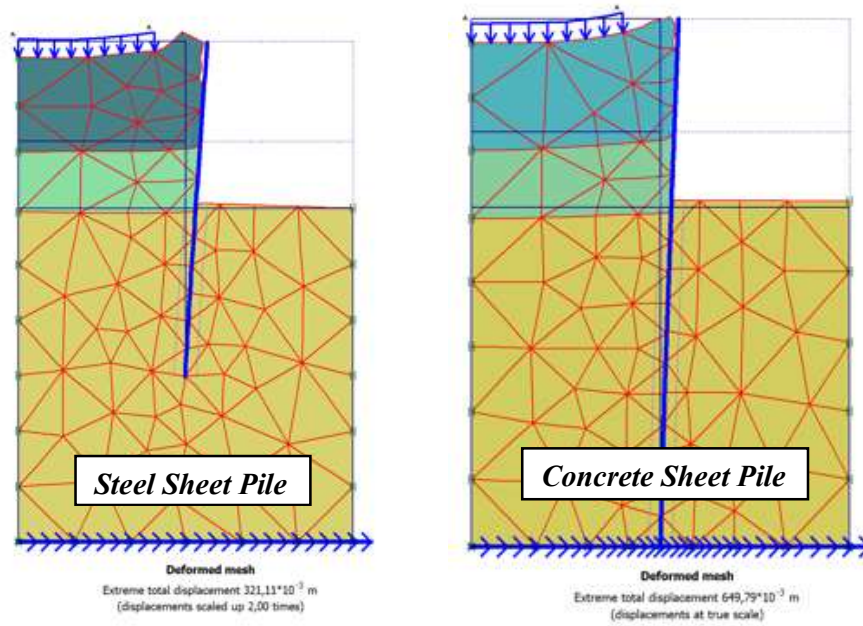 Steel Sheet Pile
Deformed mesh
Extreme total displacement 321,11*10⁻³ m
(displacements scaled up 2,00 times)
Concrete Sheet Pile
Deformed mesh
Extreme total displacement 649,79*10⁻³ m
(displacements at true scale)